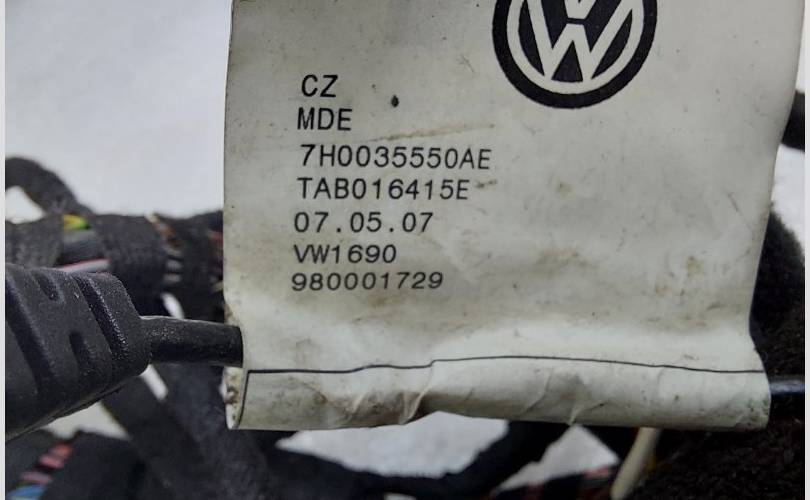 CZ
MDE
7H0035550AE
TAB016415E
07.05.07
VW1690
980001729